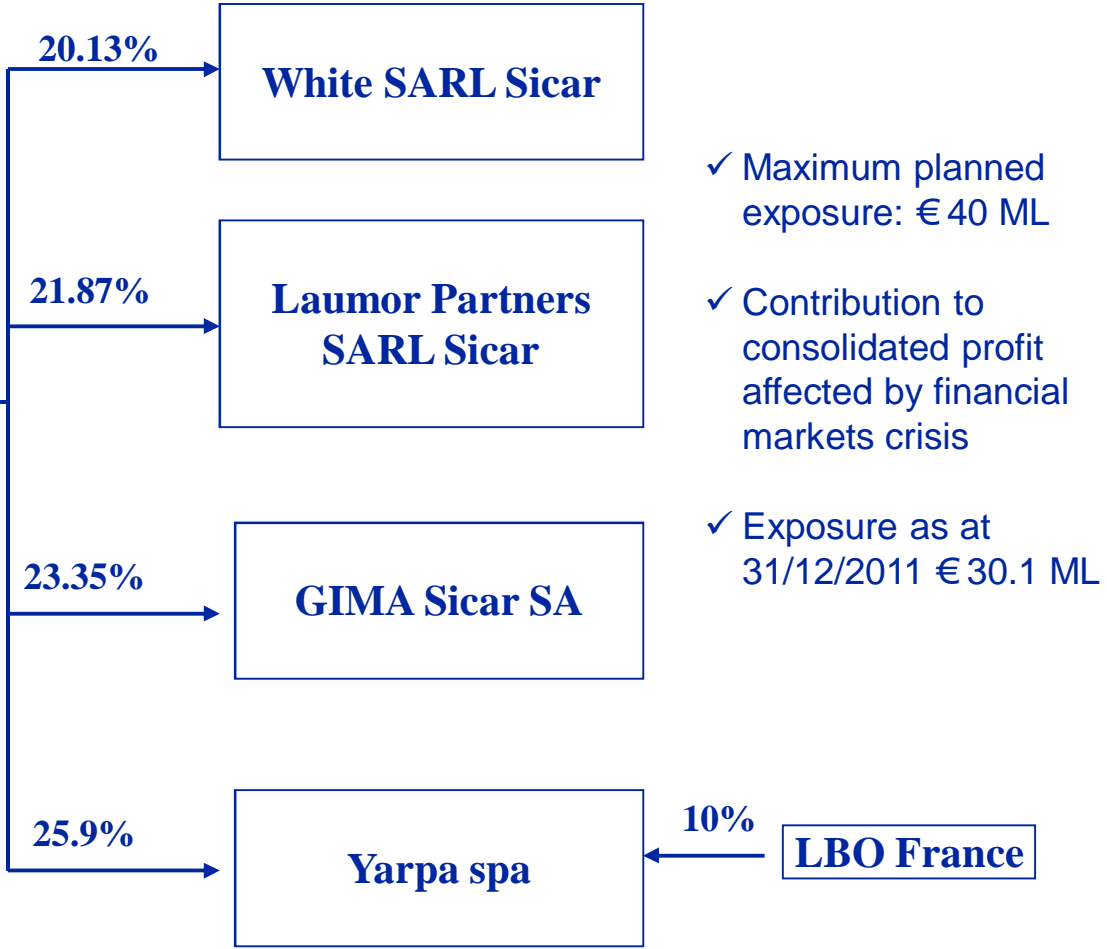 20.13%
White SARL Sicar
21.87%
Laumor Partners
SARL Sicar
23.35%
GIMA Sicar SA
25.9%
Yarpa spa
10%
LBO France
✓ Maximum planned
exposure: € 40 ML
✓ Contribution to
consolidated profit
affected by financial
markets crisis
✓ Exposure as at
31/12/2011 € 30.1 ML